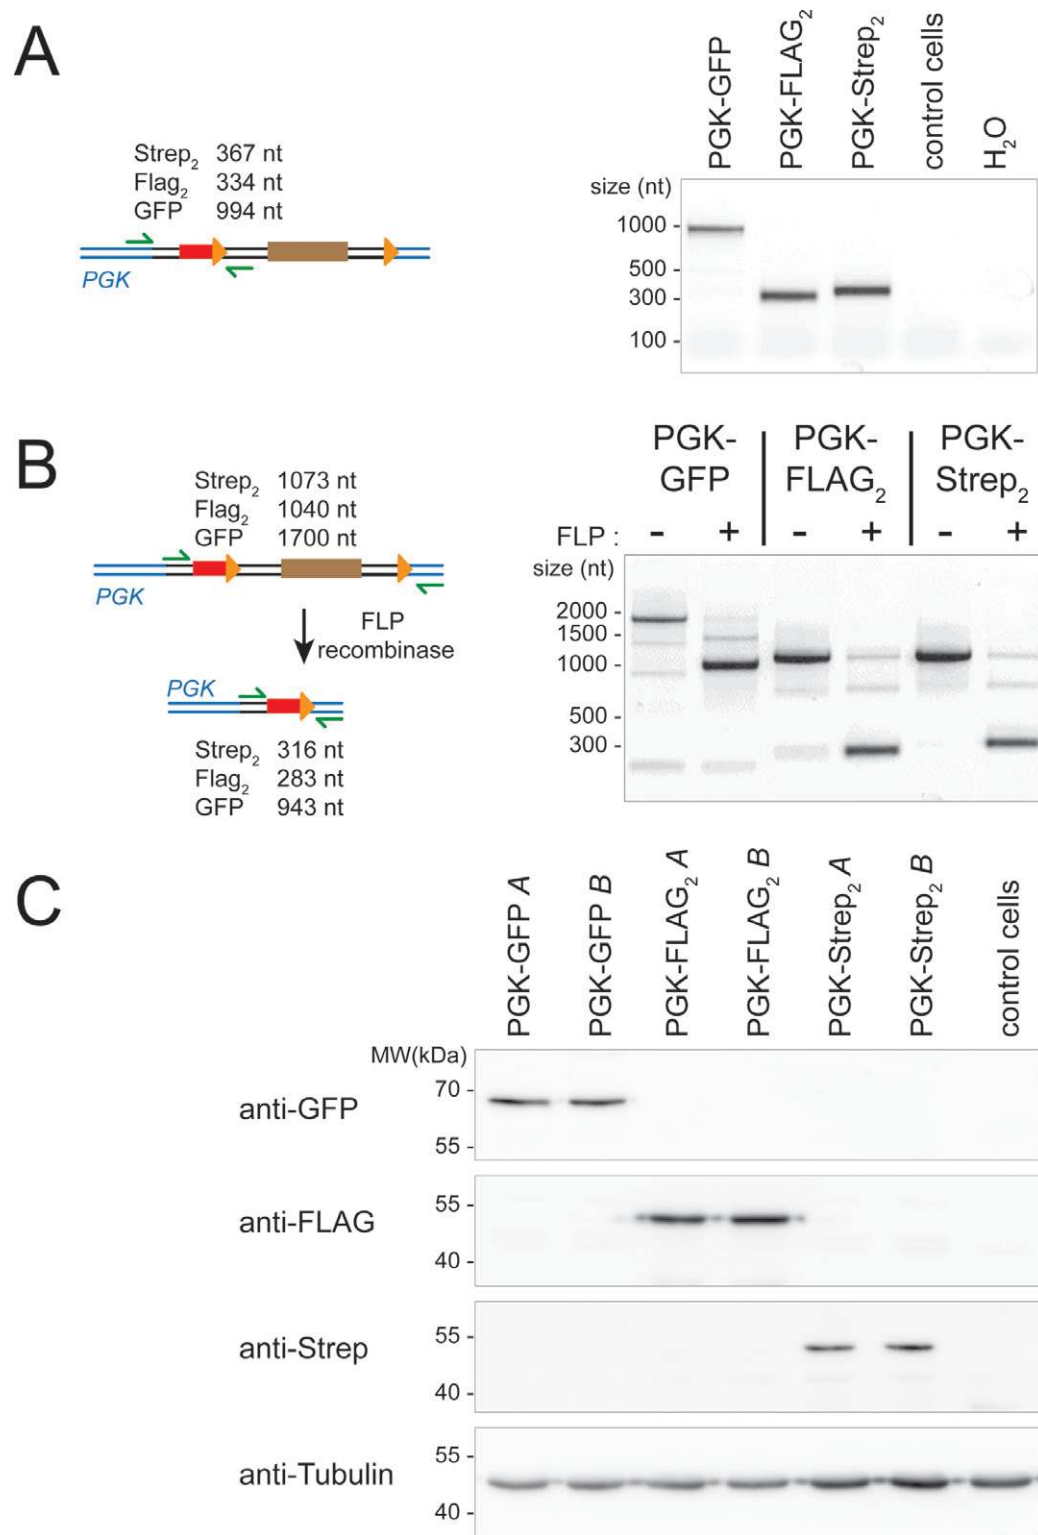 A
Strep2 367 nt
Flag2 334 nt
GFP 994 nt
PGK
PGK-GFP
PGK-FLAG2
PGK-Strep2
control cells
H2O
size (nt)
1000 -
500 -
300 -
100 -
B
Strep2 1073 nt
Flag2 1040 nt
GFP 1700 nt
PGK
FLP
recombinase
PGK
Strep2 316 nt
Flag2 283 nt
GFP 943 nt
PGK- PGK- PGK-
GFP FLAG2 Strep2
FLP : - + - + - +
size (nt)
2000 -
1500 -
1000 -
500 -
300 -
C
PGK-GFP A
PGK-GFP B
PGK-FLAG2 A
PGK-FLAG2 B
PGK-Strep2 A
PGK-Strep2 B
control cells
MW(kDa)
anti-GFP
70 -
55 -
anti-FLAG
55 -
40 -
anti-Strep
55 -
40 -
anti-Tubulin
55 -
40 -